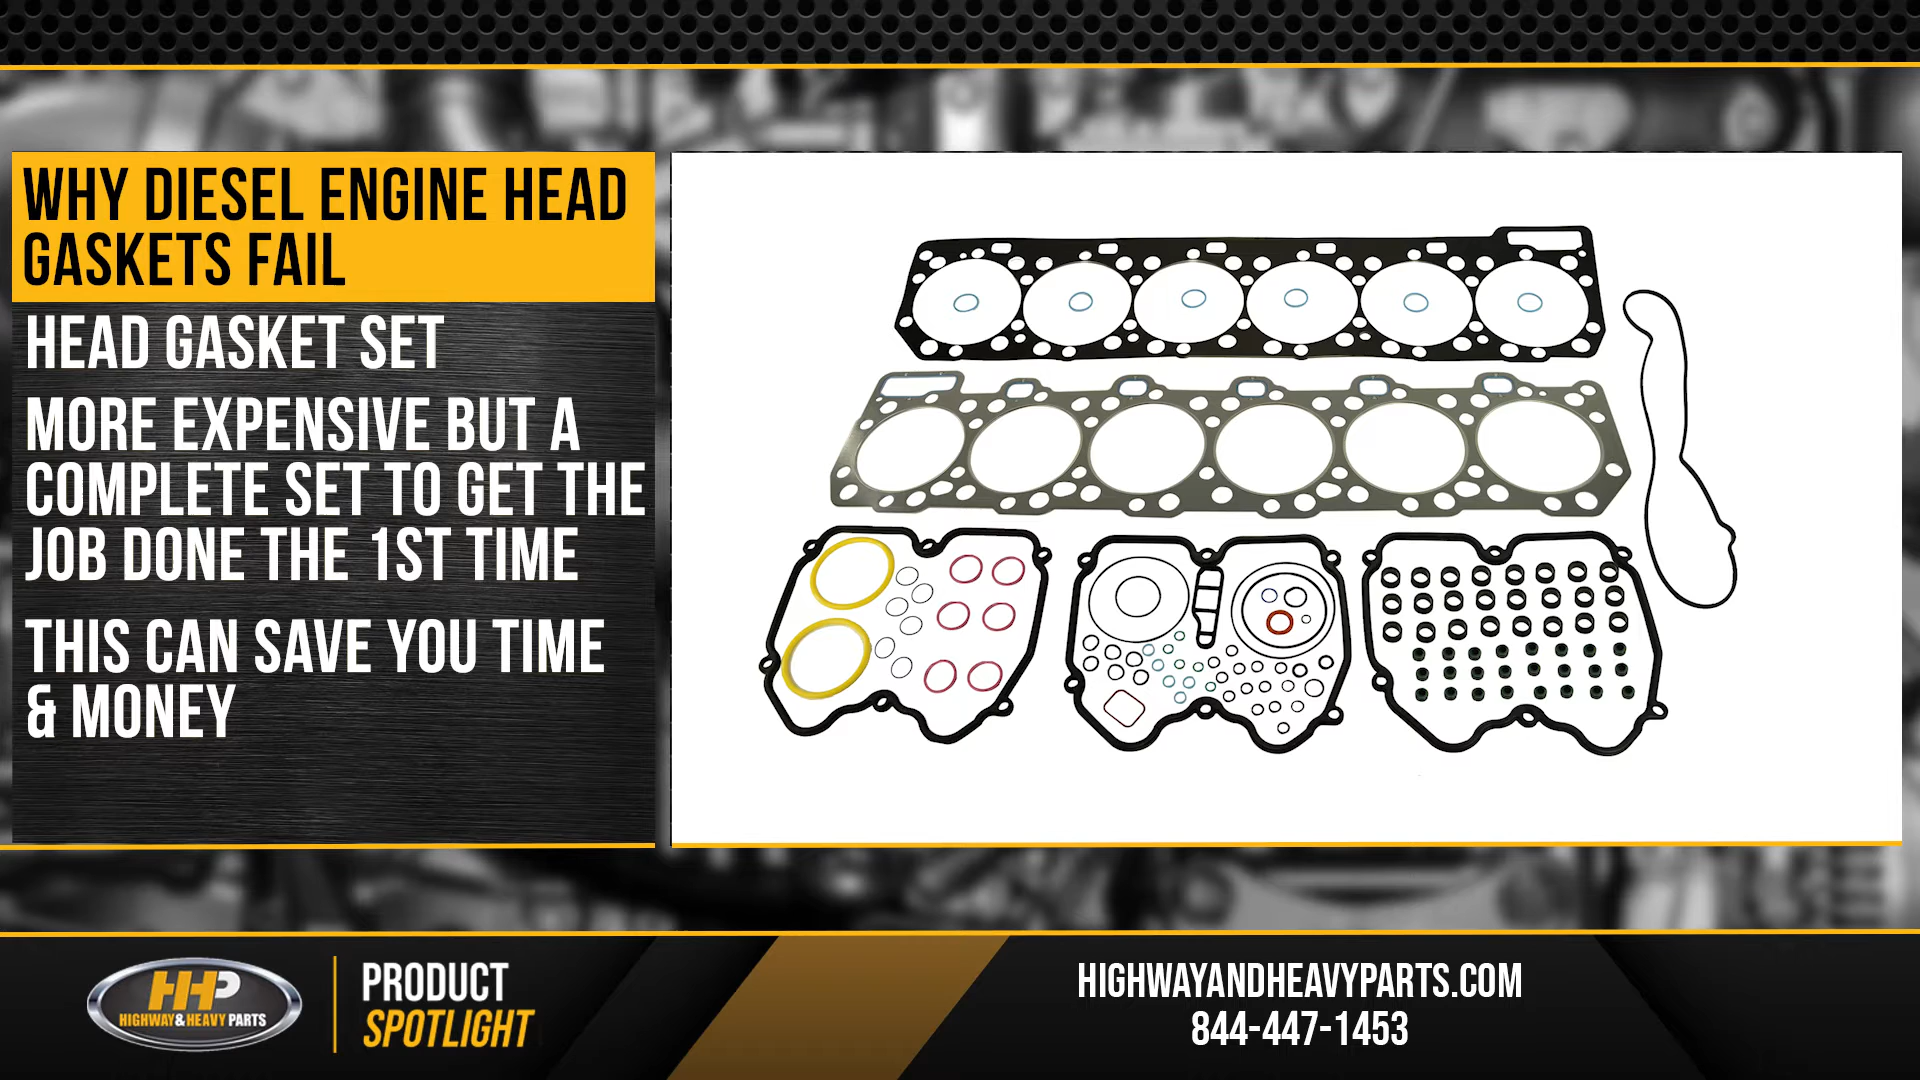 WHY DIESEL ENGINE HEAD
GASKETS FAIL
HEAD GASKET SET
MORE EXPENSIVE BUT A
COMPLETE SET TO GET THE
JOB DONE THE 1ST TIME
THIS CAN SAVE YOU TIME
& MONEY
HHP
HIGHWAY & HEAVY PARTS
PRODUCT
SPOTLIGHT
HIGHWAYANDHEAVYPARTS.COM
844-447-1453